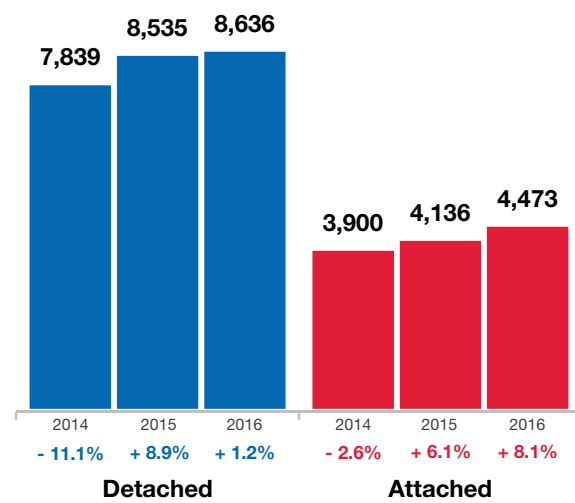 7,839
8,535
8,636
3,900
4,136
4,473
2014 2015 2016 2014 2015 2016
- 11.1% + 8.9% + 1.2% - 2.6% + 6.1% + 8.1%
Detached Attached